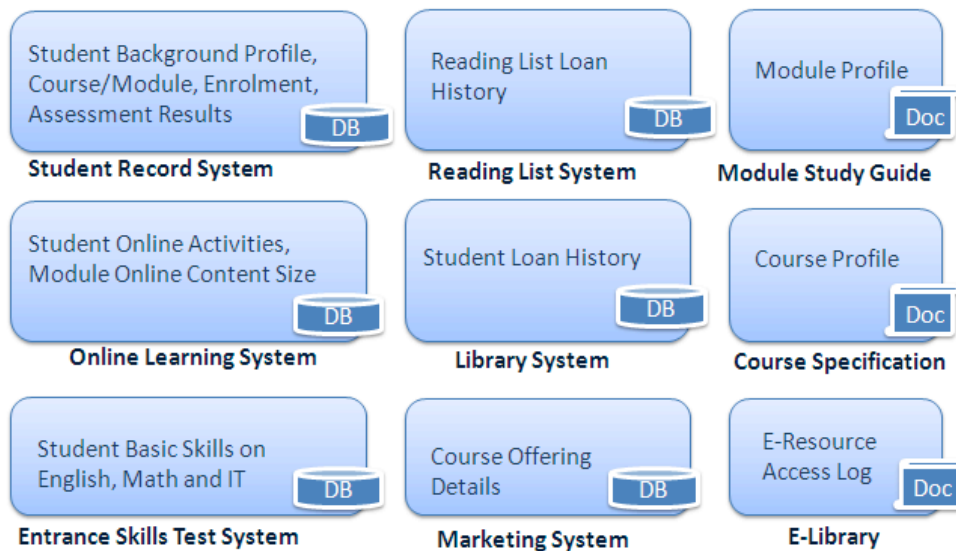 Student Background Profile,
Course/Module, Enrolment,
Assessment Results
DB
Student Record System
Reading List Loan
History
DB
Reading List System
Module Profile
Doc
Module Study Guide
Student Online Activities,
Module Online Content Size
DB
Online Learning System
Student Loan History
DB
Library System
Course Profile
Doc
Course Specification
Student Basic Skills on
English, Math and IT
DB
Entrance Skills Test System
Course Offering
Details
DB
Marketing System
E-Resource
Access Log
Doc
E-Library